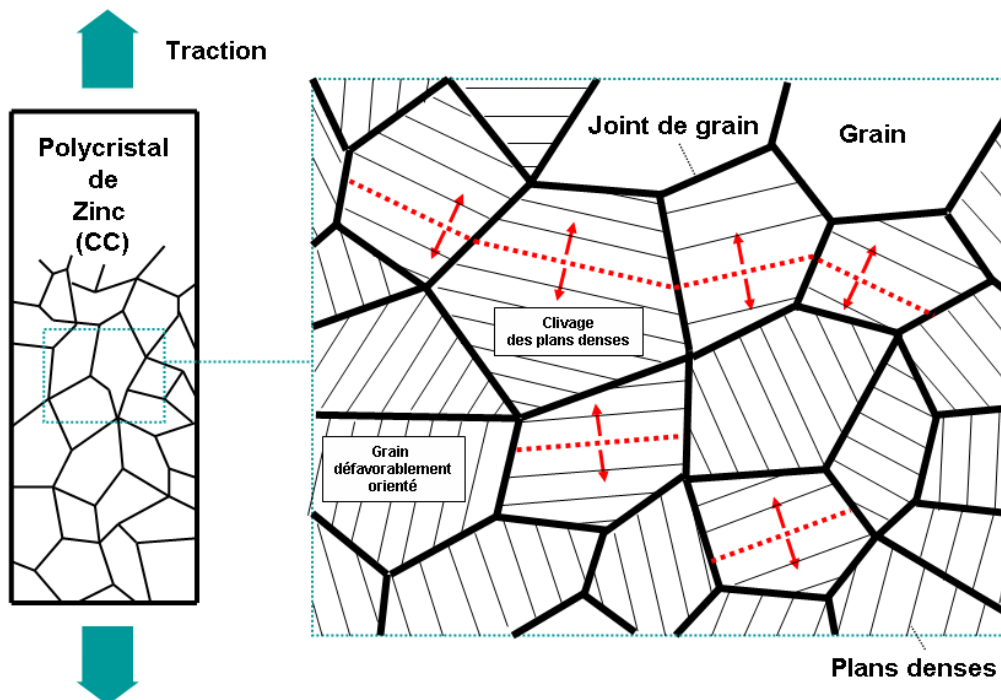 Traction
Polycristal
de
Zinc
(CC)
Joint de grain
Grain
Clivage
des plans denses
Grain
défavorablement
orienté
Plans denses